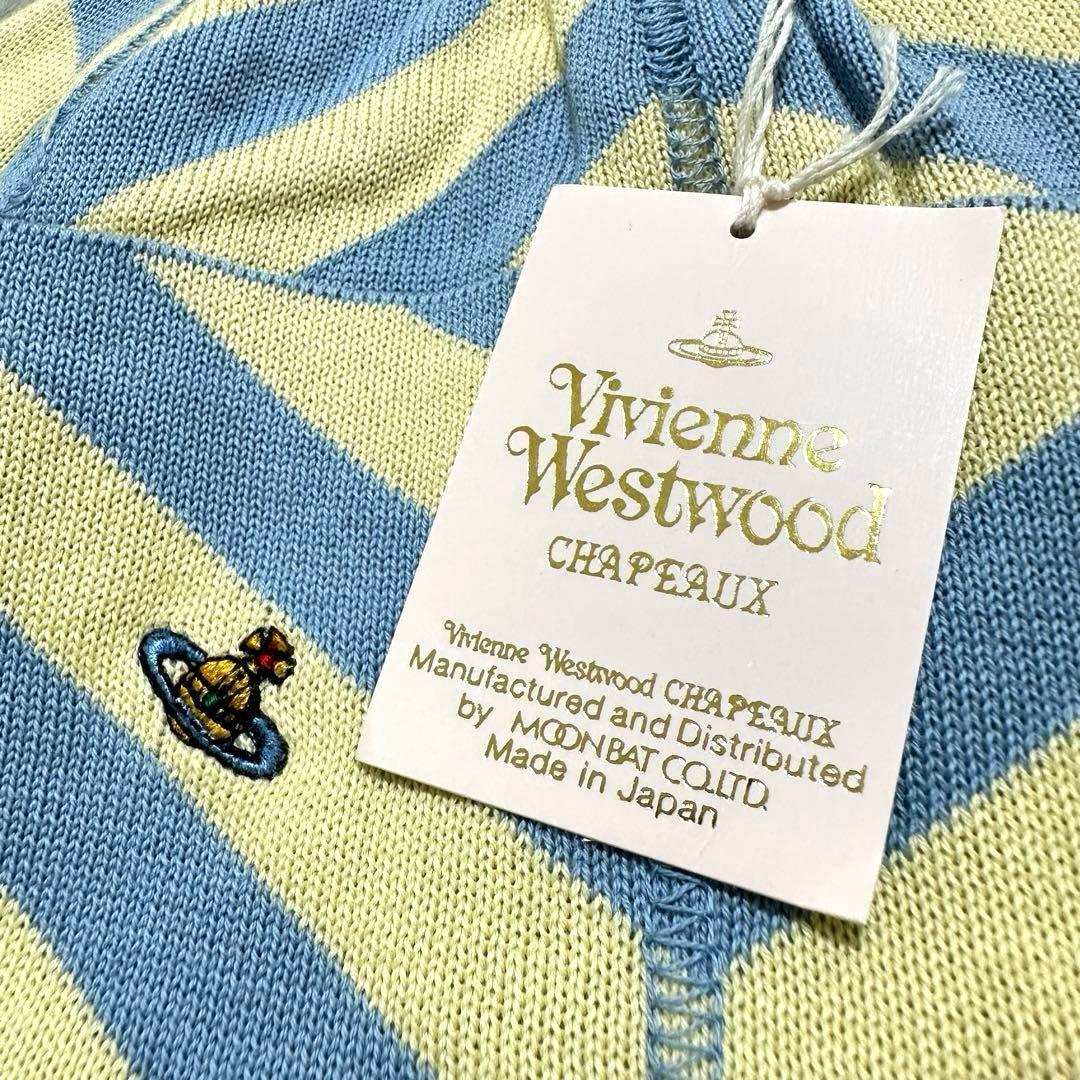 Vivienne
Westwood
CHAPEAUX
Vivienne Westwood CHAPEAUX
Manufactured and Distributed
by MOONBAT CO.LTD.
Made in Japan